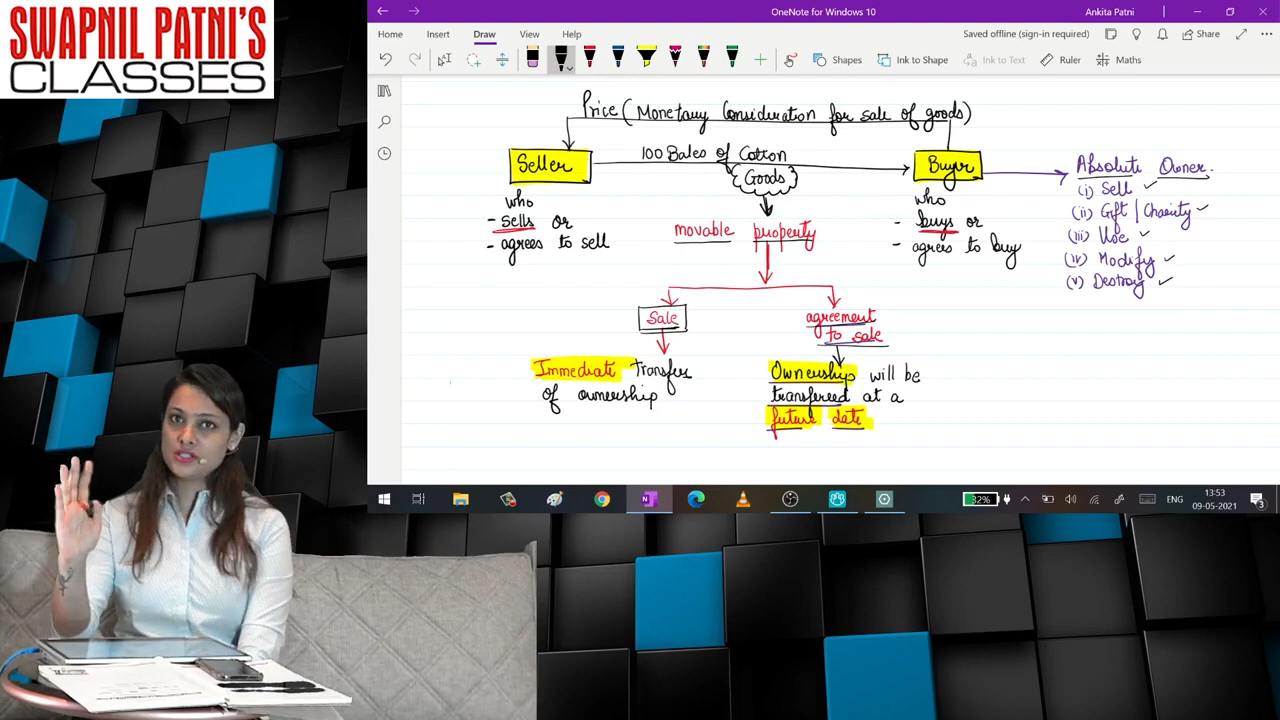 SWAPNIL PATNI'S
CLASSES
OneNote for Windows 10
Ankita Patni
Home Insert Draw View Help
Saved offline (sign-in required)
Share
Shapes
Ink to Shape
Ink to Text
Ruler
Maths
Price (Monetary Consideration for sale of goods)
Seller
100 Bales of Cotton
Goods
Buyer
who
- sells or
- agrees to sell
movable property
who
- buys or
- agrees to buy
Absolute Owner.
(i) Sell
(ii) Gift | Charity
(iii) Use
(iv) Modify
(v) Destroy
Sale
agreement
to sale
Immediate Transfer
of ownership
Ownership will be
transferred at a
future date
32%
ENG
13:53
09-05-2021
3